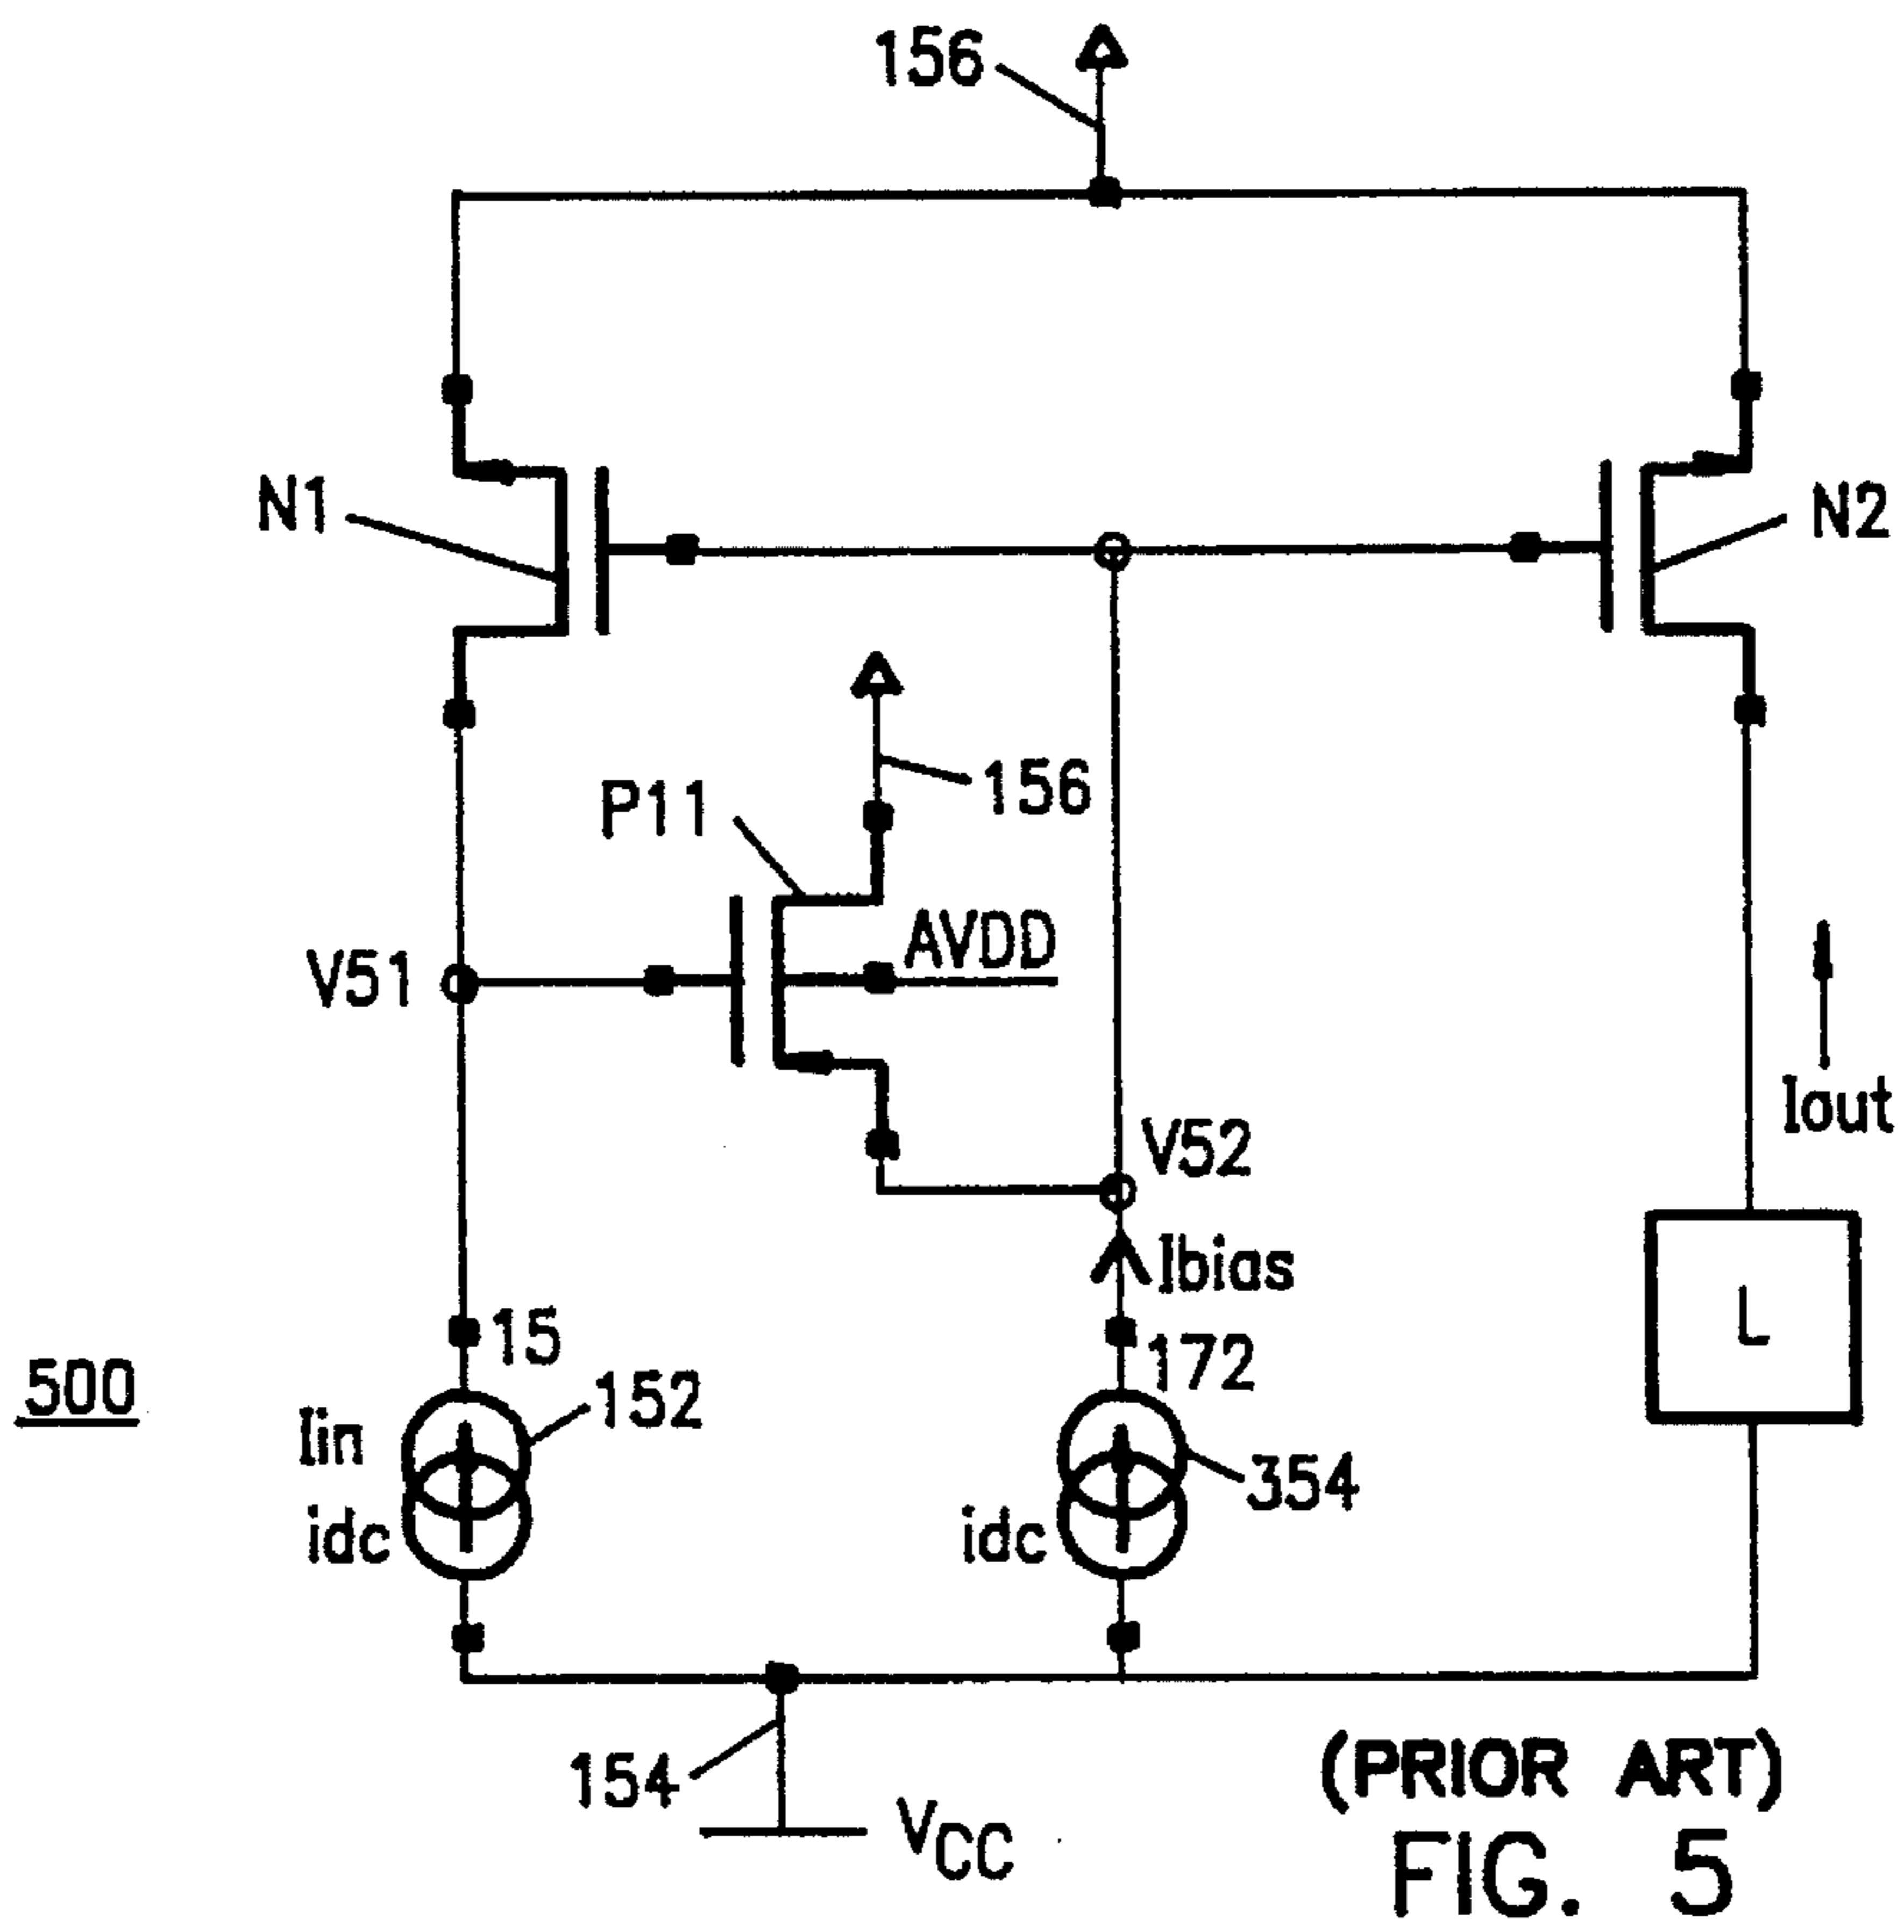 156
N1
N2
156
P11
AVDD
V51
V52
Iout
Ibias
15
172
L
500
152
Iin
354
idc
idc
154
VCC
(PRIOR ART)
FIG. 5